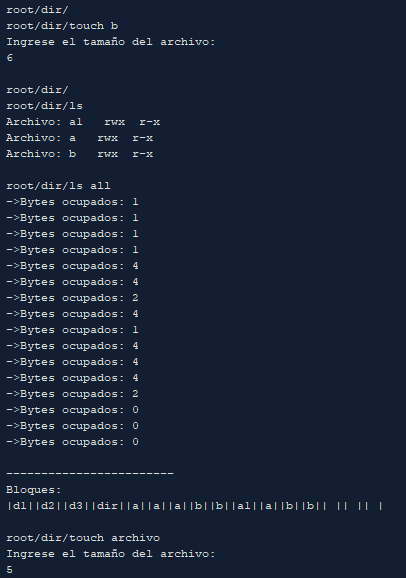 root/dir/
root/dir/touch b
Ingrese el tamaño del archivo:
6
root/dir/
root/dir/ls
Archivo: a1   rwx  r-x
Archivo: a   rwx  r-x
Archivo: b   rwx  r-x
root/dir/ls all
->Bytes ocupados: 1
->Bytes ocupados: 1
->Bytes ocupados: 1
->Bytes ocupados: 1
->Bytes ocupados: 4
->Bytes ocupados: 4
->Bytes ocupados: 2
->Bytes ocupados: 4
->Bytes ocupados: 1
->Bytes ocupados: 4
->Bytes ocupados: 4
->Bytes ocupados: 4
->Bytes ocupados: 2
->Bytes ocupados: 0
->Bytes ocupados: 0
->Bytes ocupados: 0
------------------------
Bloques:
|d1||d2||d3||dir||a||a||a||b||b||a1||a||b||b|| || || |
root/dir/touch archivo
Ingrese el tamaño del archivo:
5